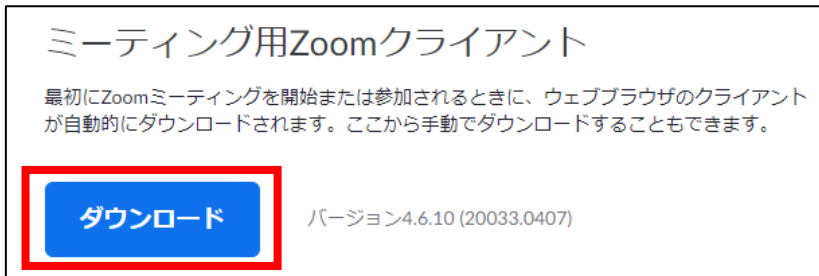 ミーティング用Zoomクライアント
最初にZoomミーティングを開始または参加されるときに、ウェブブラウザのクライアント
が自動的にダウンロードされます。ここから手動でダウンロードすることもできます。
ダウンロード バージョン4.6.10 (20033.0407)